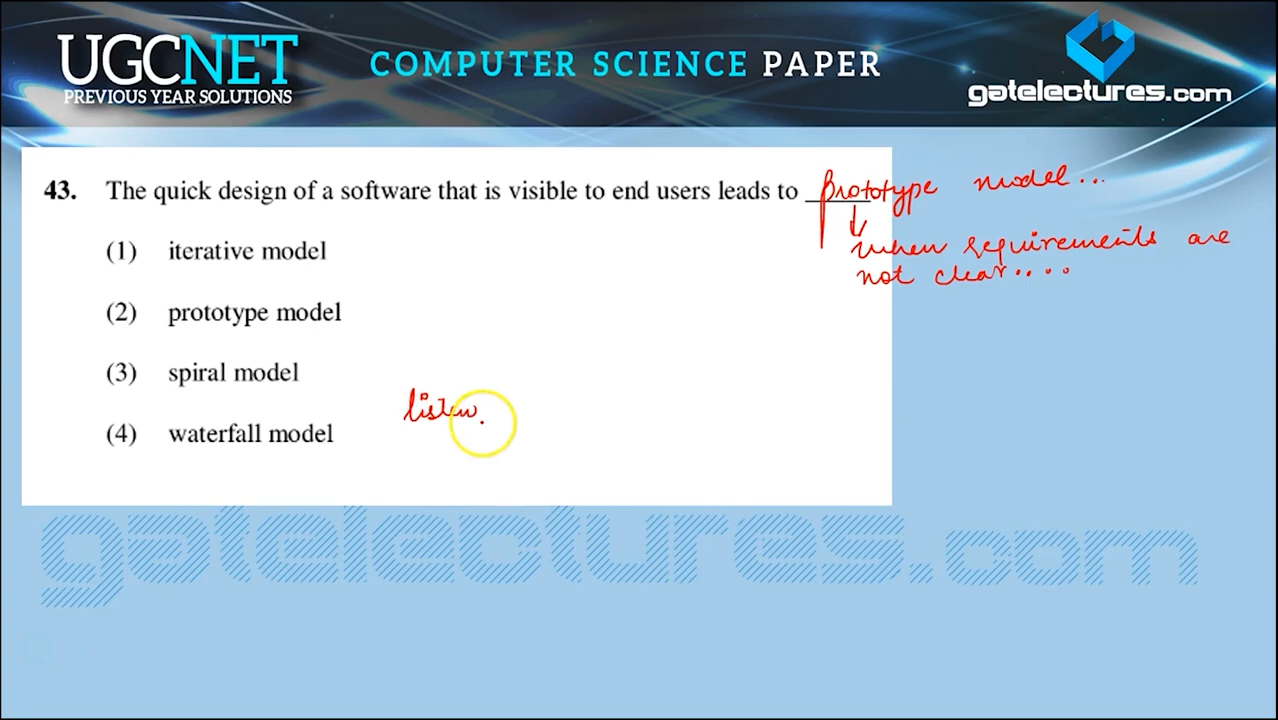 UGCNET
PREVIOUS YEAR SOLUTIONS
COMPUTER SCIENCE PAPER
gatelectures.com
43. The quick design of a software that is visible to end users leads to ______ prototype model...
when requirements are
not clear....
(1) iterative model
(2) prototype model
(3) spiral model
listen.
(4) waterfall model
gatelectures.com